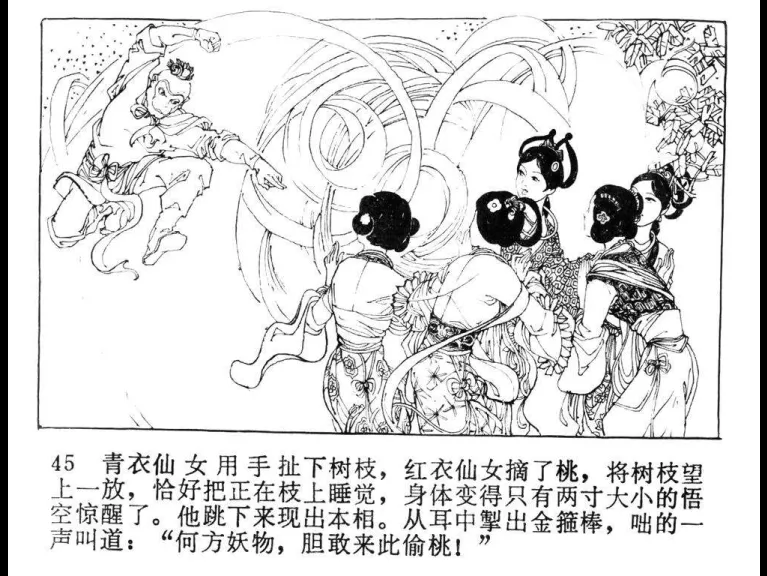 45 青衣仙女用手扯下树枝，红衣仙女摘了桃，将树枝望
上一放，恰好把正在枝上睡觉，身体变得只有两寸大小的悟
空惊醒了。他跳下来现出本相。从耳中掣出金箍棒，咄的一
声叫道：“何方妖物，胆敢来此偷桃！”